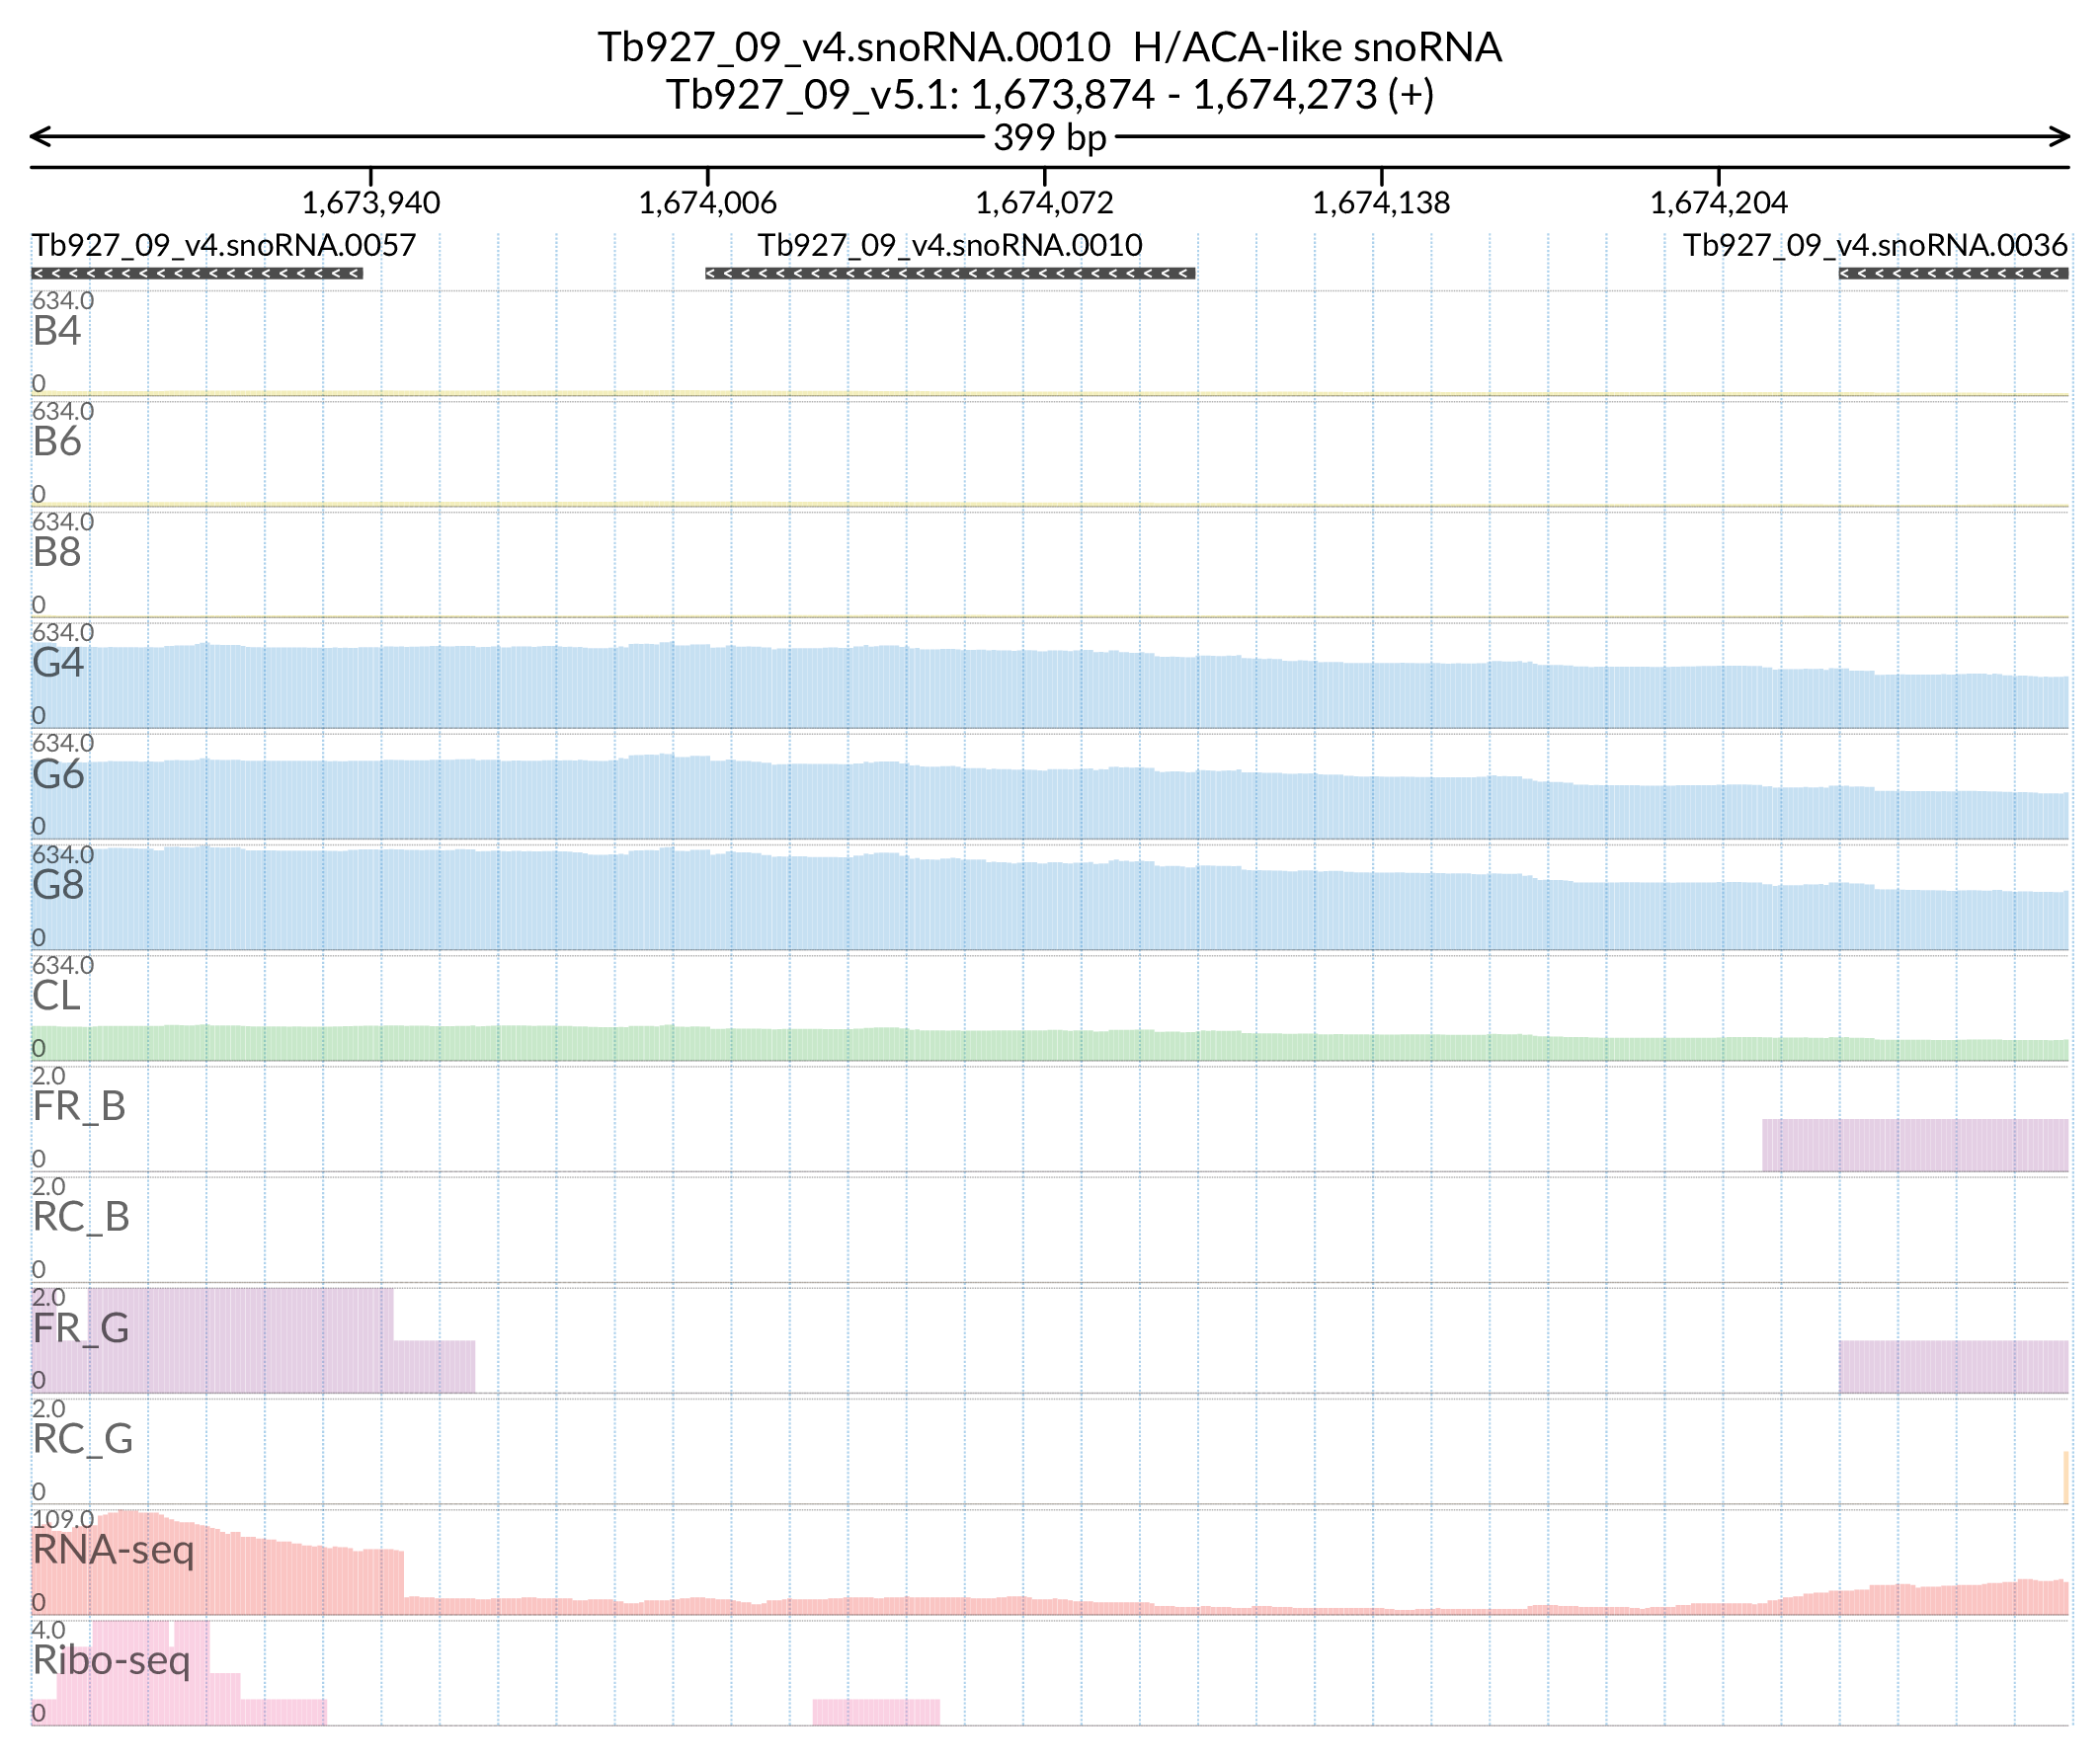 Tb927_09_v4.snoRNA.0010  H/ACA-like snoRNA
Tb927_09_v5.1: 1,673,874 - 1,674,273 (+)
399 bp
1,673,940 1,674,006 1,674,072 1,674,138 1,674,204
Tb927_09_v4.snoRNA.0057 Tb927_09_v4.snoRNA.0010 Tb927_09_v4.snoRNA.0036
634.0
B4
0
634.0
B6
0
634.0
B8
0
634.0
G4
0
634.0
G6
0
634.0
G8
0
634.0
CL
0
2.0
FR_B
0
2.0
RC_B
0
2.0
FR_G
0
2.0
RC_G
0
109.0
RNA-seq
0
4.0
Ribo-seq
0